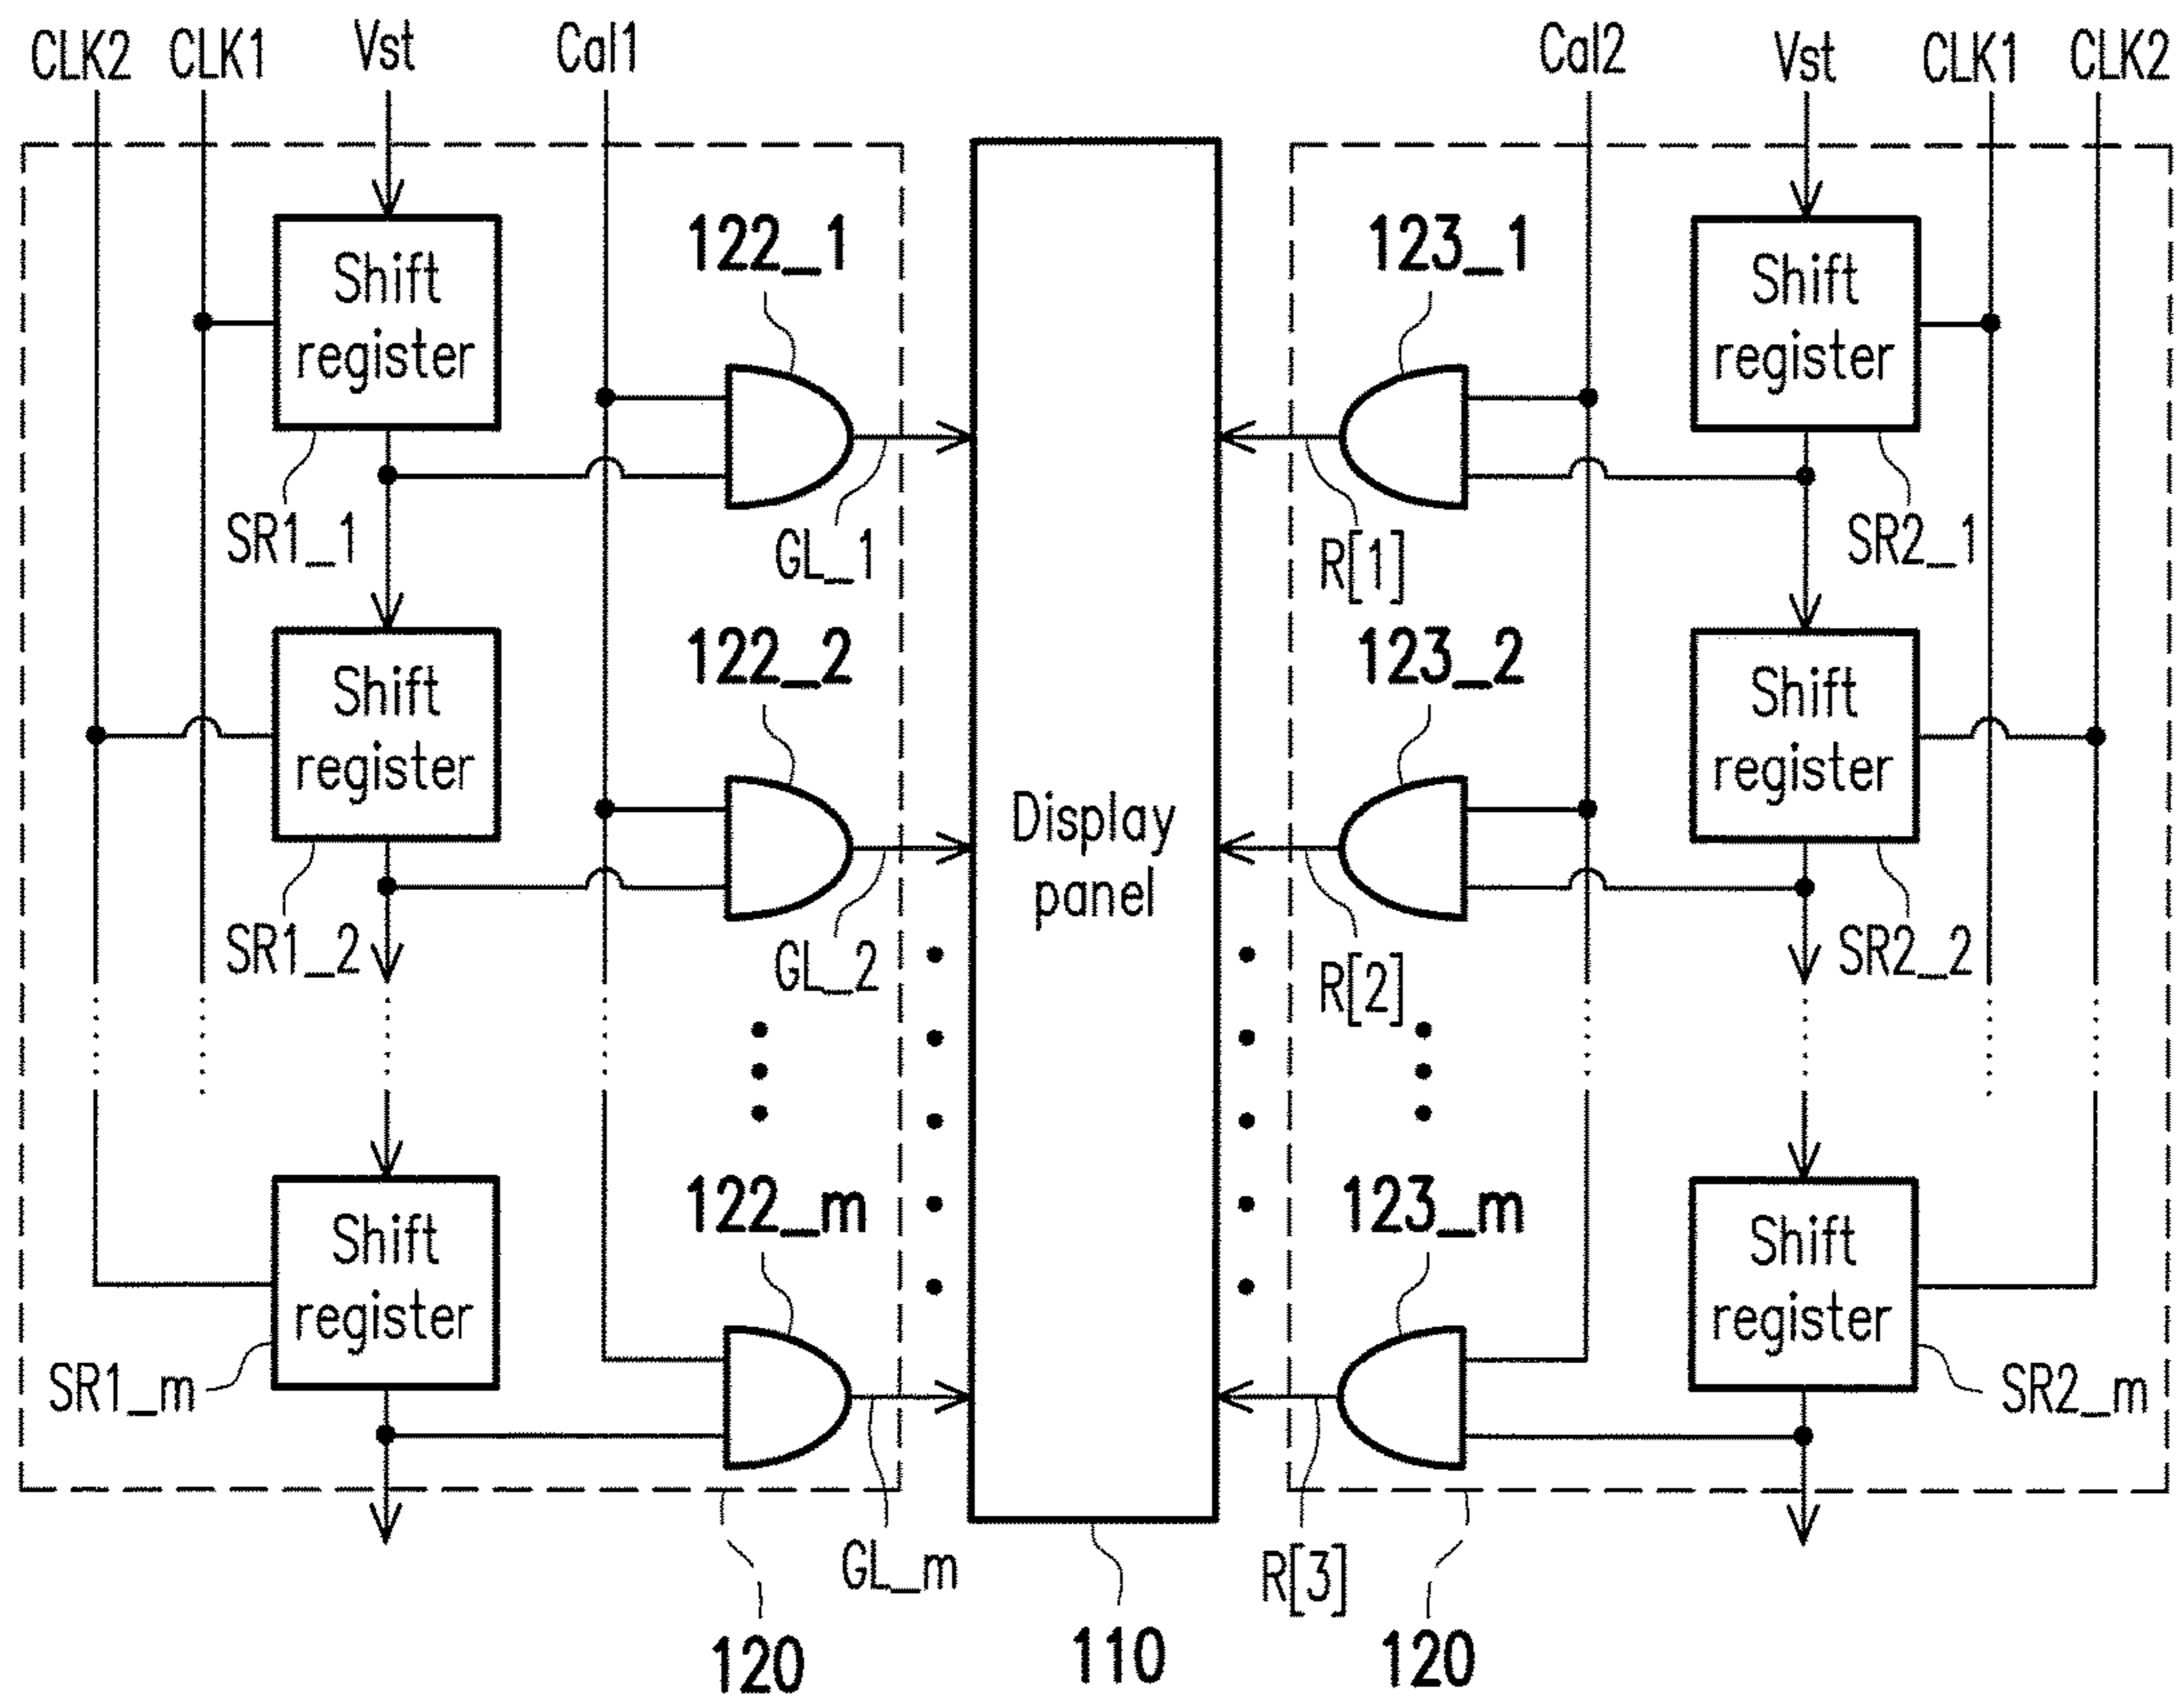 CLK2 CLK1 Vst Cal1 Cal2 Vst CLK1 CLK2
Shift
register
122_1
123_1
Shift
register
SR1_1
GL_1
R[1]
SR2_1
Shift
register
122_2
123_2
Shift
register
Display
panel
SR1_2
GL_2
R[2]
SR2_2
Shift
register
122_m
123_m
Shift
register
SR1_m
SR2_m
GL_m
R[3]
120
110
120